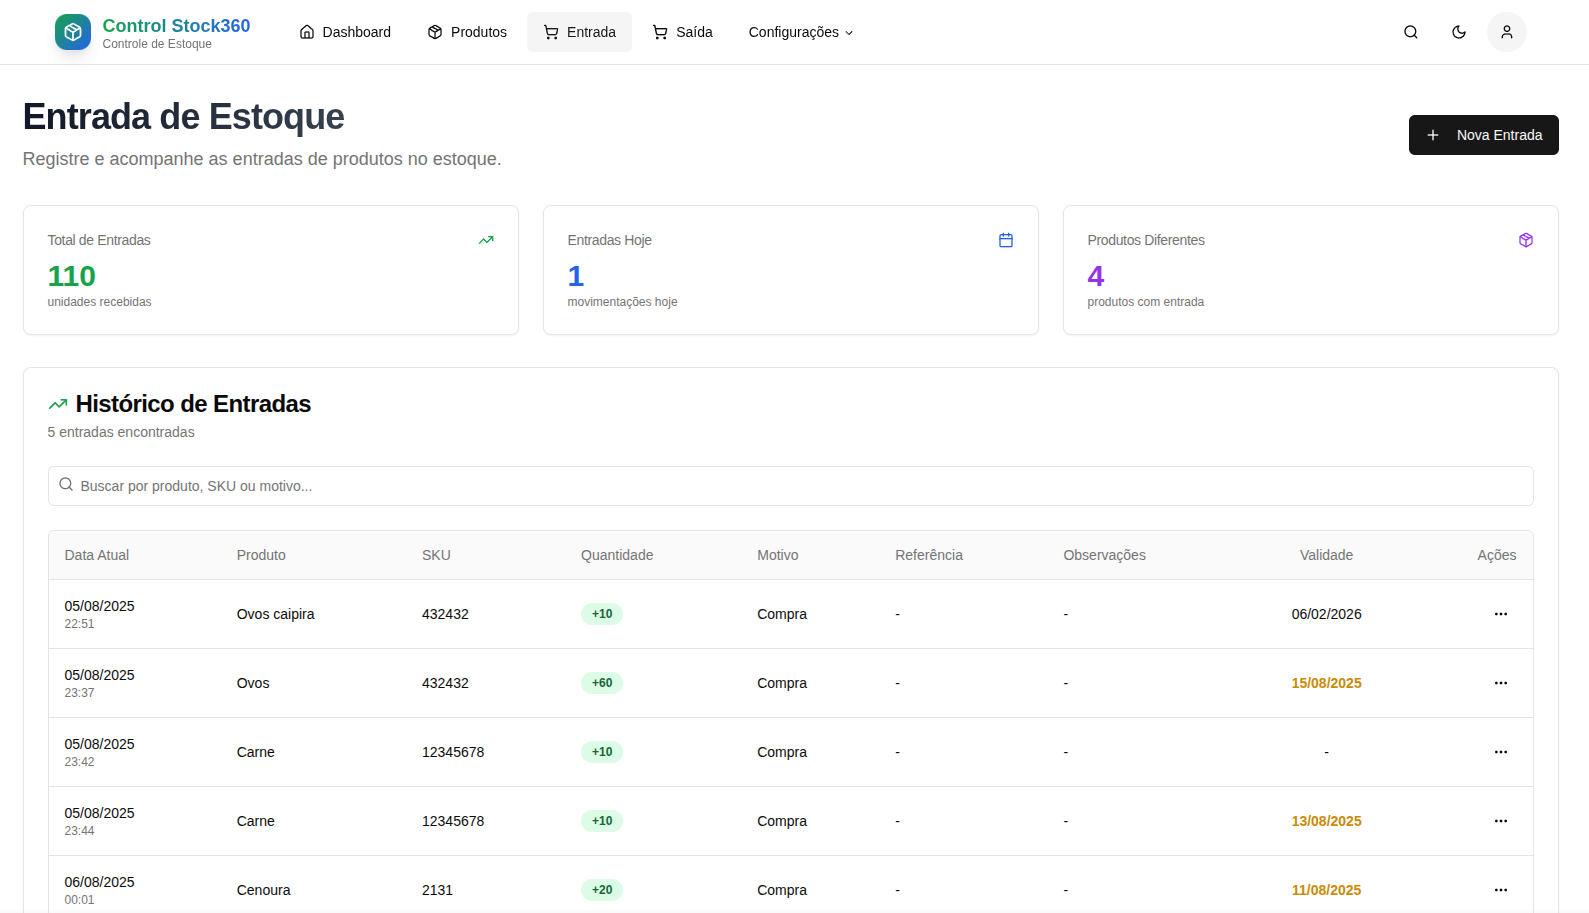 Control Stock360
Controle de Estoque
Dashboard
Produtos
Entrada
Saída
Configurações
Entrada de Estoque
Registre e acompanhe as entradas de produtos no estoque.
Nova Entrada
Total de Entradas
110
unidades recebidas
Entradas Hoje
1
movimentações hoje
Produtos Diferentes
4
produtos com entrada
Histórico de Entradas
5 entradas encontradas
Buscar por produto, SKU ou motivo...
Data Atual Produto SKU Quantidade Motivo Referência Observações Validade Ações
05/08/2025
22:51
Ovos caipira 432432 +10 Compra - - 06/02/2026
05/08/2025
23:37
Ovos 432432 +60 Compra - - 15/08/2025
05/08/2025
23:42
Carne 12345678 +10 Compra - - -
05/08/2025
23:44
Carne 12345678 +10 Compra - - 13/08/2025
06/08/2025
00:01
Cenoura 2131 +20 Compra - - 11/08/2025